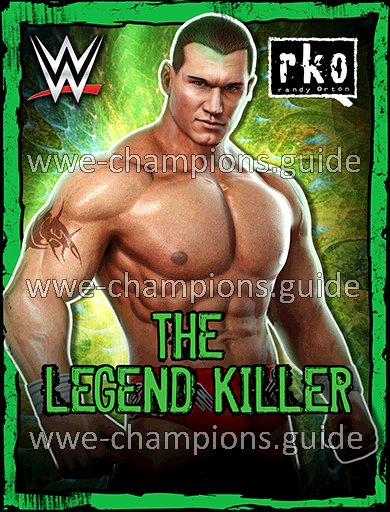 W
rko
randy orton
wwe-champions.guide
wwe-champions.guide
THE
LEGEND KILLER
wwe-champions.guide